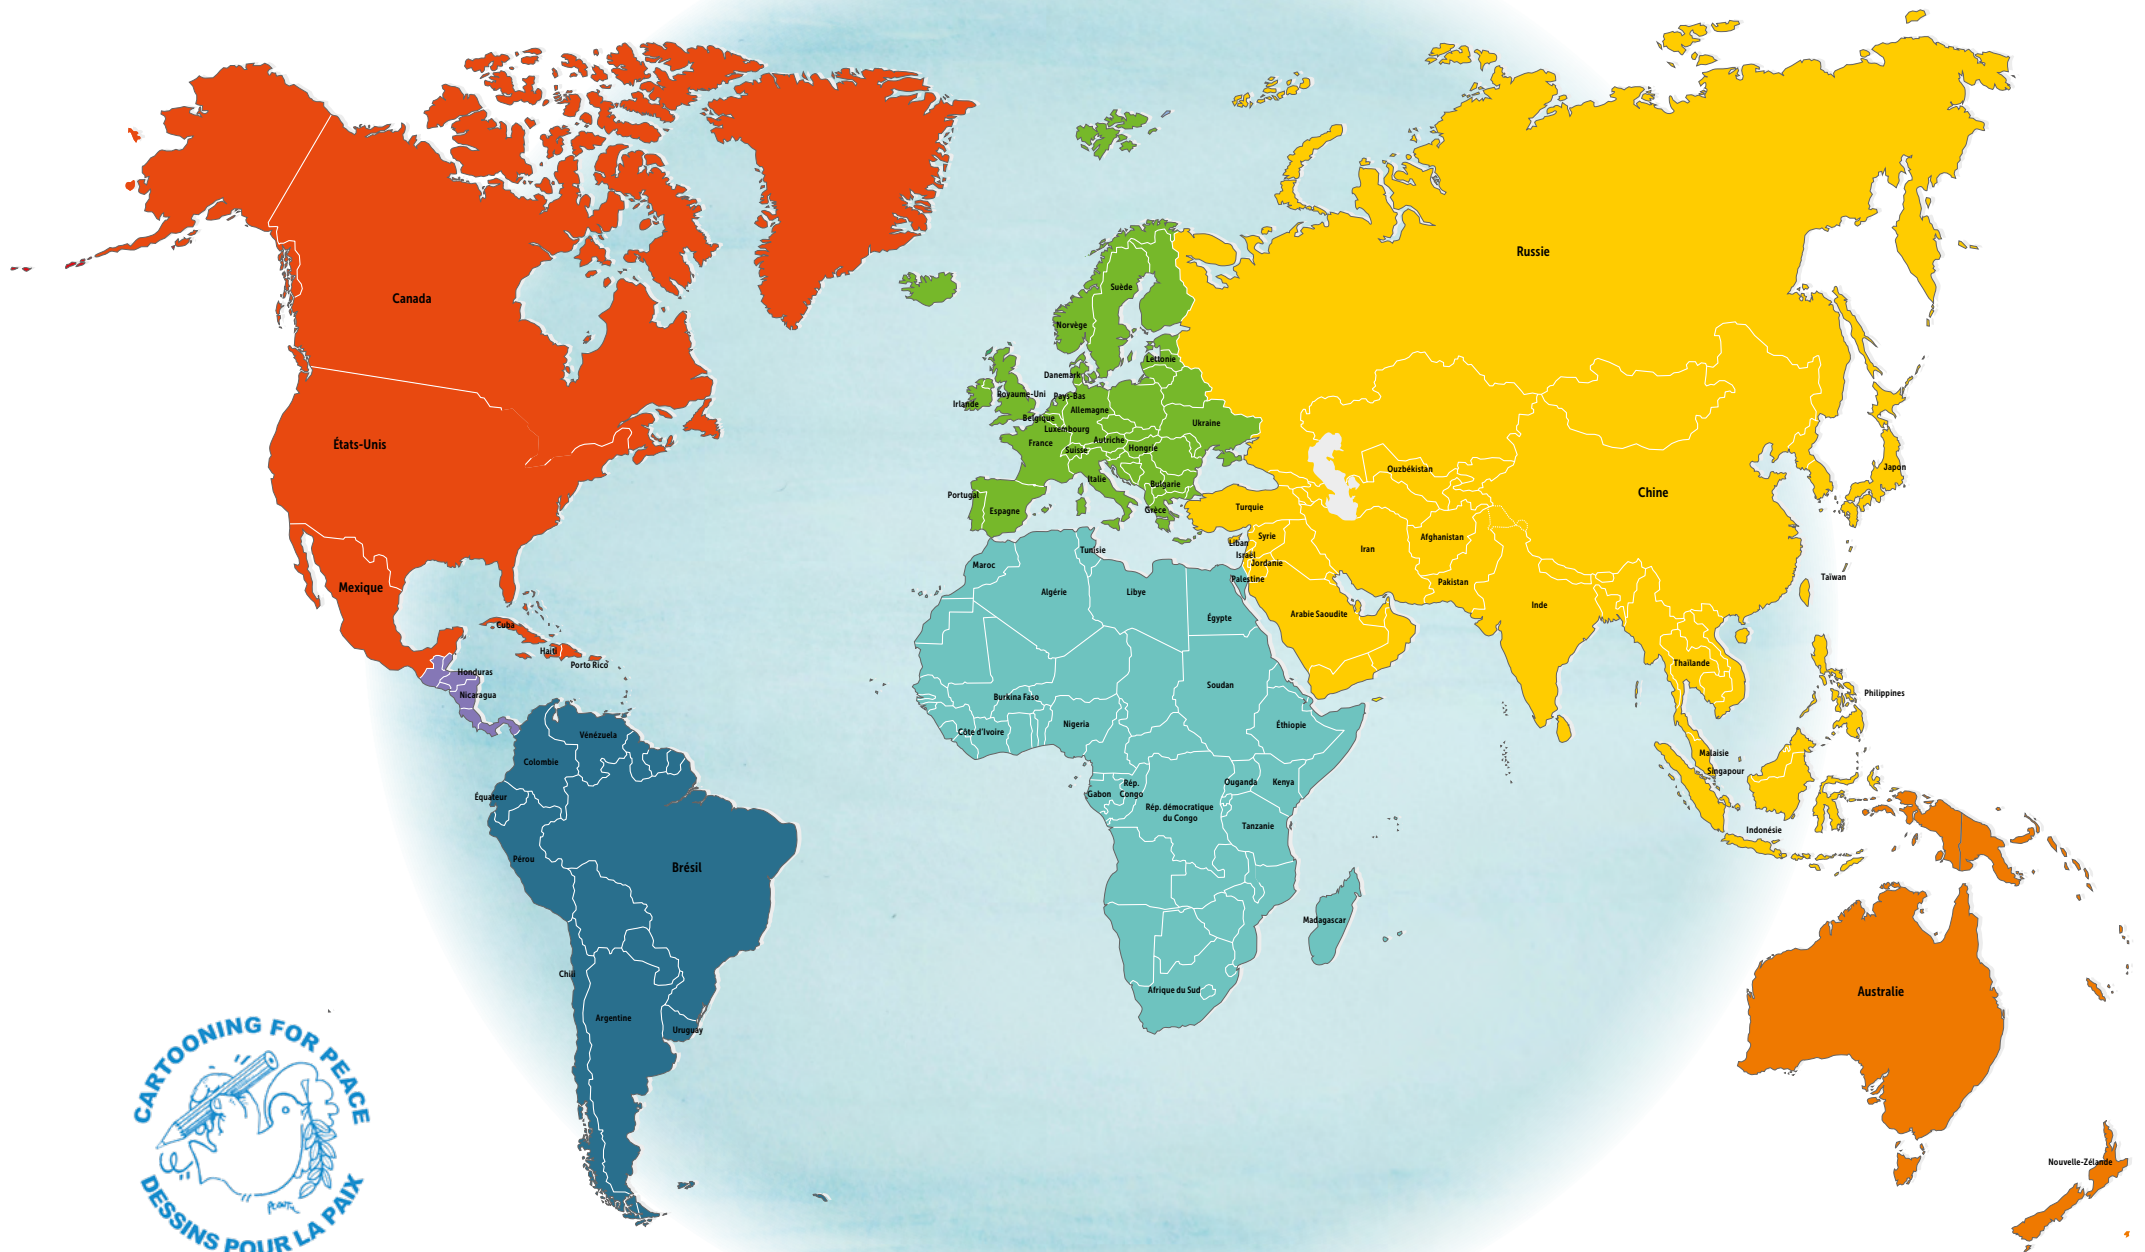 Russie
Suède
Canada
Norvège
Lettonie
Danemark
Royaume-Uni
Pays-Bas
Irlande
Allemagne
Belgique
Ukraine
Luxembourg
États-Unis
France
Autriche
Hongrie
Suisse
Ouzbékistan
Japon
Italie
Bulgarie
Chine
Portugal
Espagne
Grèce
Turquie
Syrie
Afghanistan
Liban
Iran
Tunisie
Israël
Maroc
Jordanie
Taïwan
Palestine
Pakistan
Mexique
Algérie
Libye
Inde
Arabie Saoudite
Égypte
Cuba
Haïti
Porto Rico
Thaïlande
Honduras
Soudan
Nicaragua
Burkina Faso
Philippines
Nigeria
Éthiopie
Côte d'Ivoire
Vénézuela
Malaisie
Colombie
Singapour
Ouganda
Kenya
Rép.
Congo
Gabon
Équateur
Rép. démocratique
du Congo
Tanzanie
Indonésie
Pérou
Brésil
Madagascar
Chili
Afrique du Sud
Australie
Argentine
Uruguay
Nouvelle-Zélande
CARTOONING FOR PEACE
DESSINS POUR LA PAIX